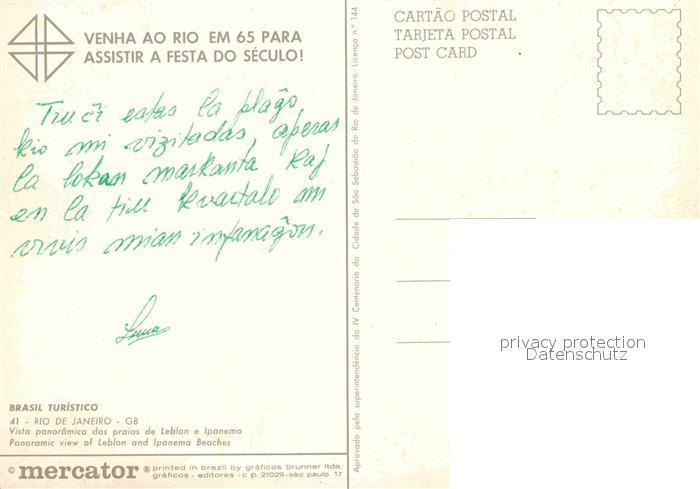 VENHA AO RIO EM 65 PARA
ASSISTIR A FESTA DO SÉCULO!
Tiu ĉi estas la plaĝo,
kio mi vizitadas, aperas
la lokan markanta kaj
en la tiu kvartalo mi
vivis mian infanaĝon.
BRASIL TURÍSTICO
41 - RIO DE JANEIRO - GB
Vista panorâmica das praias de Leblon e Ipanema
Panoramic view of Leblon and Ipanema Beaches
© mercator ® printed in brazil by gráficos brunner ltda.
gráficos - editores - c p. 21029 - são paulo 17
Aprovado pela superintendência do IV Centenário da Cidade de São Sebastião do Rio de Janeiro - Licença n.º 144
CARTÃO POSTAL
TARJETA POSTAL
POST CARD
privacy protection
Datenschutz